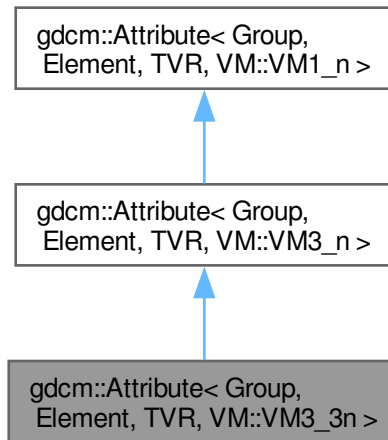 gdcm::Attribute< Group,
Element, TVR, VM::VM1_n >
gdcm::Attribute< Group,
Element, TVR, VM::VM3_n >
gdcm::Attribute< Group,
Element, TVR, VM::VM3_3n >